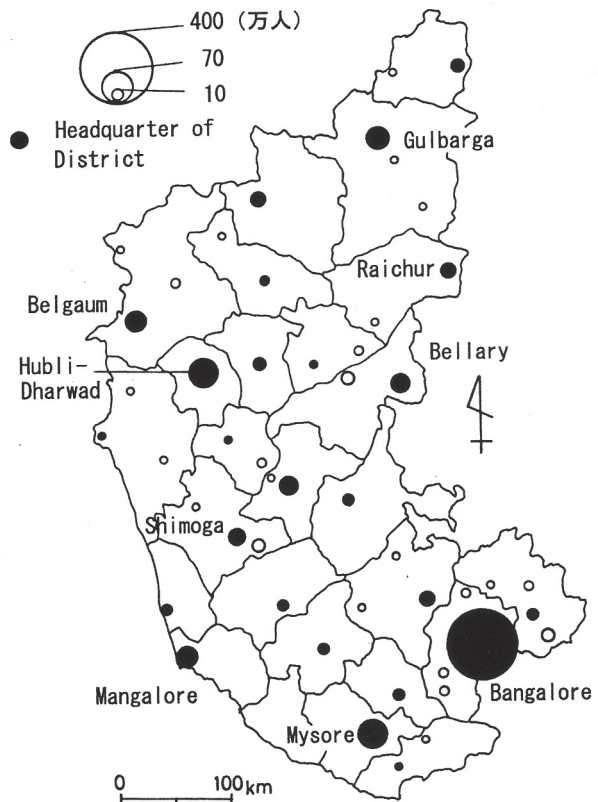 400 (万人)
70
10
Headquarter of
District
Gulbarga
Raichur
Belgaum
Bellary
Hubli-
Dharwad
Shimoga
Mangalore
Bangalore
Mysore
0 100km